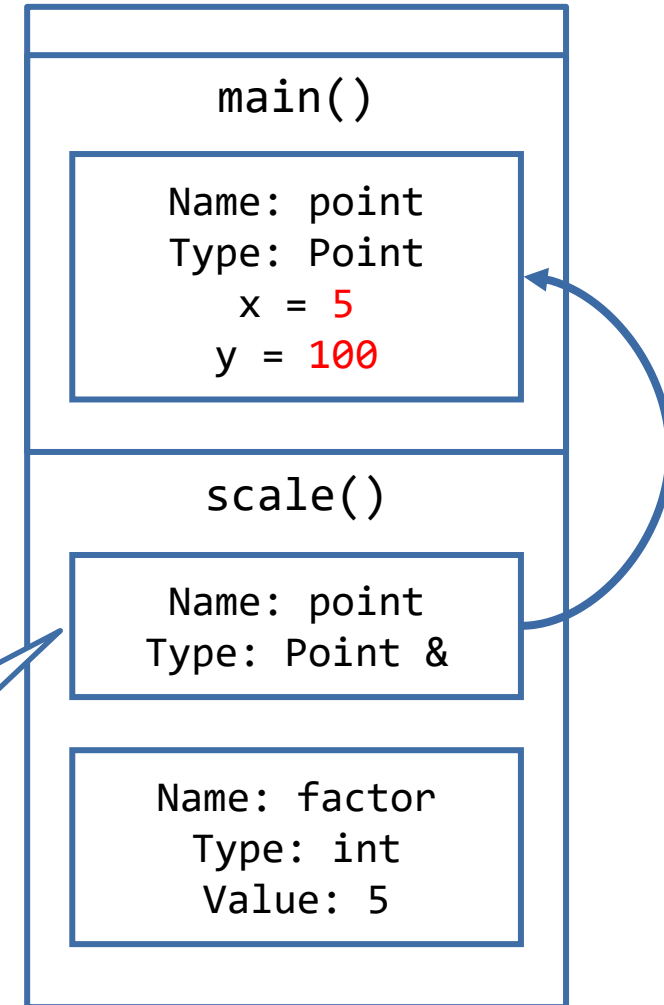 main()
Name: point
Type: Point
x = 5
y = 100
scale()
Name: point
Type: Point &
Name: factor
Type: int
Value: 5